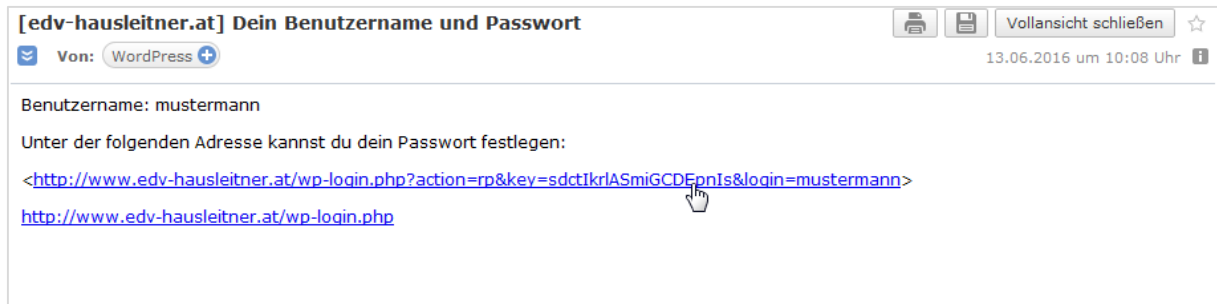 [edv-hausleitner.at] Dein Benutzername und Passwort
Vollansicht schließen
Von: WordPress
13.06.2016 um 10:08 Uhr
Benutzername: mustermann
Unter der folgenden Adresse kannst du dein Passwort festlegen:
<http://www.edv-hausleitner.at/wp-login.php?action=rp&key=sdctIkrlASmiGCDEpnIs&login=mustermann>
http://www.edv-hausleitner.at/wp-login.php